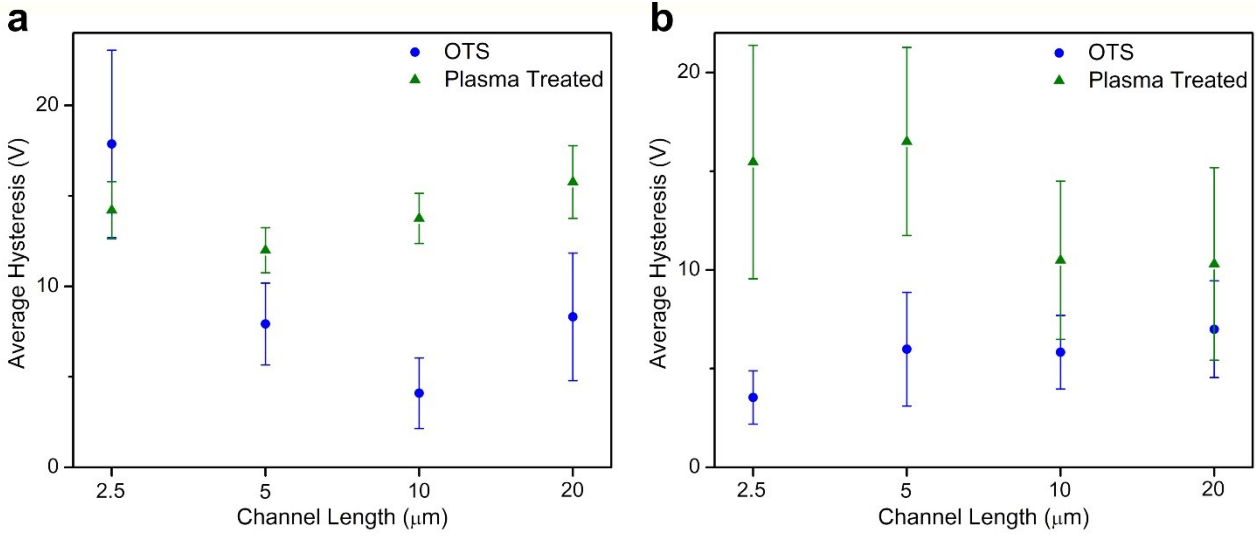 a
OTS
Plasma Treated
20
10
0
Average Hysteresis (V)
2.5 5 10 20
Channel Length (μm)
b
OTS
Plasma Treated
20
10
0
Average Hysteresis (V)
2.5 5 10 20
Channel Length (μm)